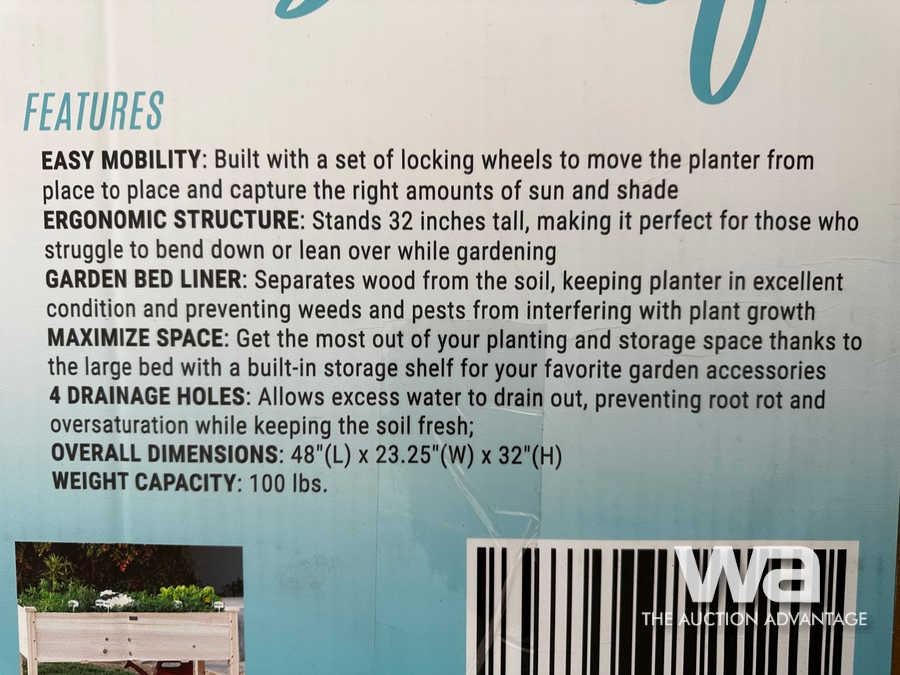 FEATURES
EASY MOBILITY: Built with a set of locking wheels to move the planter from
place to place and capture the right amounts of sun and shade
ERGONOMIC STRUCTURE: Stands 32 inches tall, making it perfect for those who
struggle to bend down or lean over while gardening
GARDEN BED LINER: Separates wood from the soil, keeping planter in excellent
condition and preventing weeds and pests from interfering with plant growth
MAXIMIZE SPACE: Get the most out of your planting and storage space thanks to
the large bed with a built-in storage shelf for your favorite garden accessories
4 DRAINAGE HOLES: Allows excess water to drain out, preventing root rot and
oversaturation while keeping the soil fresh;
OVERALL DIMENSIONS: 48"(L) x 23.25"(W) x 32"(H)
WEIGHT CAPACITY: 100 lbs.
wa
THE AUCTION ADVANTAGE